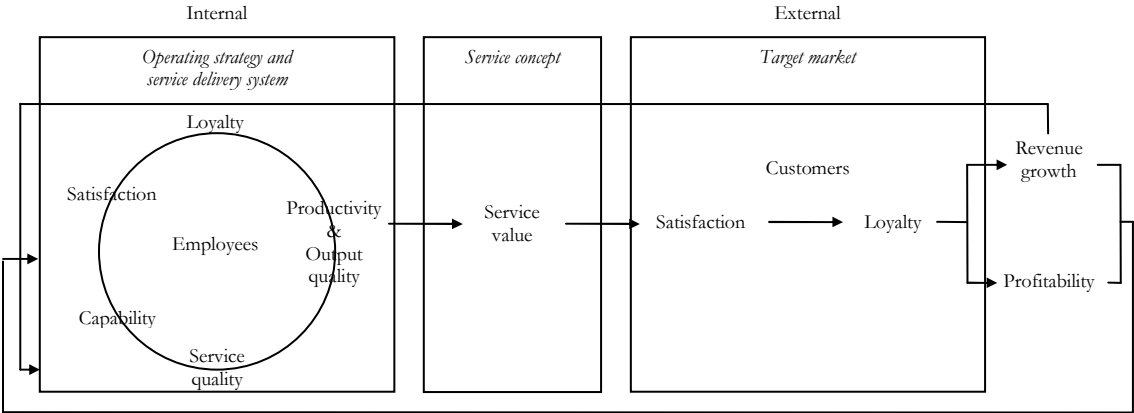 Internal
External
Operating strategy and
service delivery system
Service concept
Target market
Loyalty
Satisfaction
Employees
Productivity
&
Output
quality
Capability
Service
quality
Service
value
Customers
Satisfaction
Loyalty
Revenue
growth
Profitability